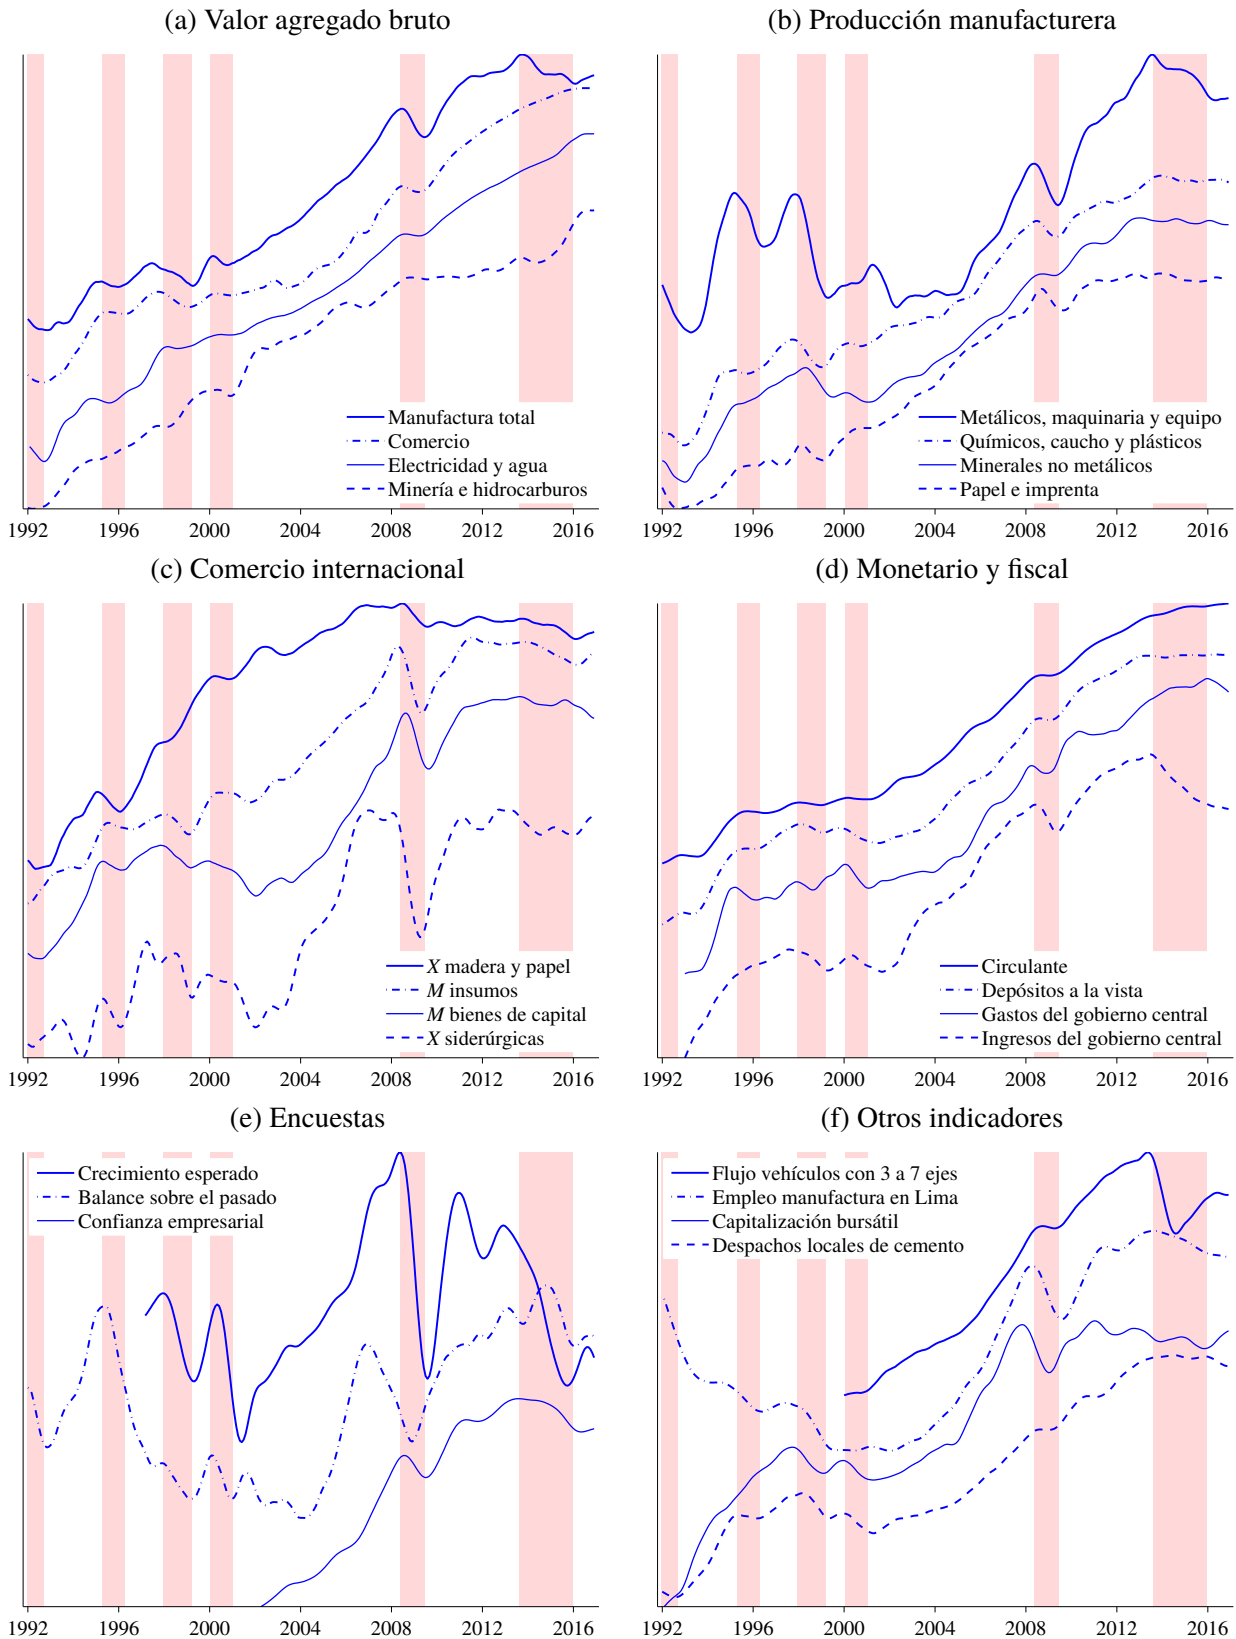 (a) Valor agregado bruto
Manufactura total
Comercio
Electricidad y agua
Minería e hidrocarburos
1992 1996 2000 2004 2008 2012 2016
(b) Producción manufacturera
Metálicos, maquinaria y equipo
Químicos, caucho y plásticos
Minerales no metálicos
Papel e imprenta
1992 1996 2000 2004 2008 2012 2016
(c) Comercio internacional
X madera y papel
M insumos
M bienes de capital
X siderúrgicas
1992 1996 2000 2004 2008 2012 2016
(d) Monetario y fiscal
Circulante
Depósitos a la vista
Gastos del gobierno central
Ingresos del gobierno central
1992 1996 2000 2004 2008 2012 2016
(e) Encuestas
Crecimiento esperado
Balance sobre el pasado
Confianza empresarial
1992 1996 2000 2004 2008 2012 2016
(f) Otros indicadores
Flujo vehículos con 3 a 7 ejes
Empleo manufactura en Lima
Capitalización bursátil
Despachos locales de cemento
1992 1996 2000 2004 2008 2012 2016